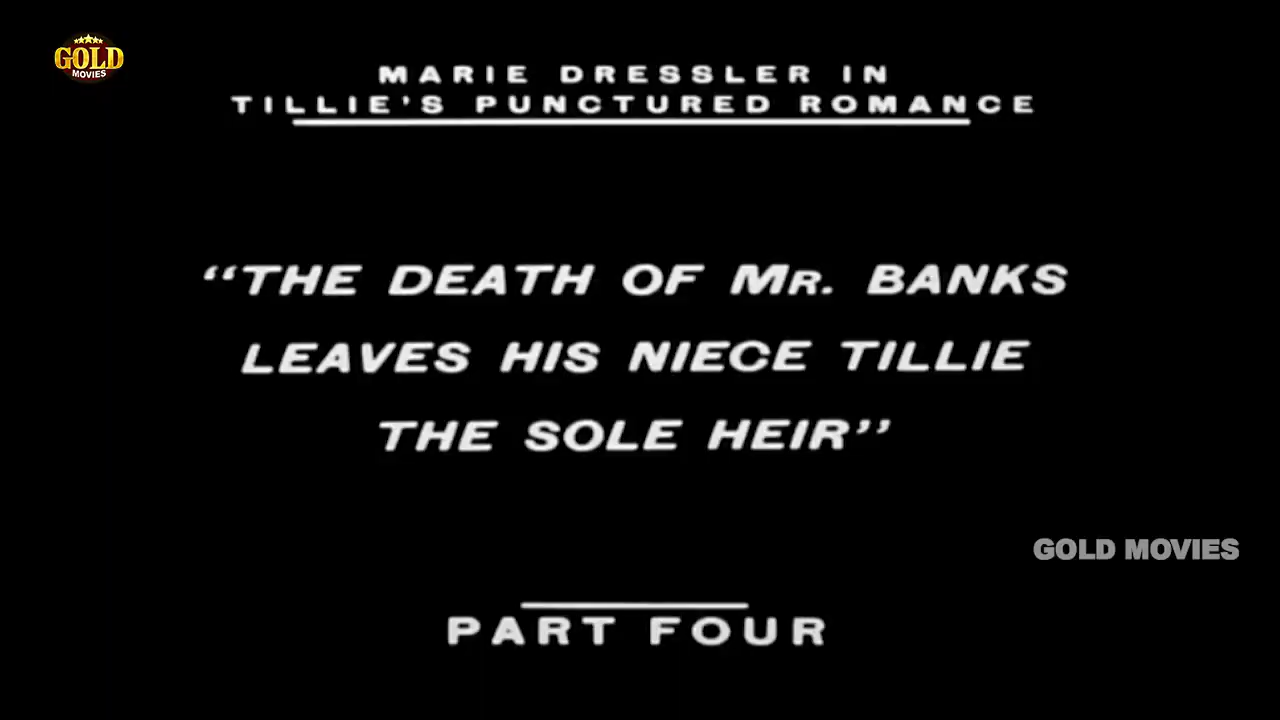 GOLD
MOVIES
MARIE DRESSLER IN
TILLIE'S PUNCTURED ROMANCE
"THE DEATH OF MR. BANKS
LEAVES HIS NIECE TILLIE
THE SOLE HEIR"
GOLD MOVIES
PART FOUR